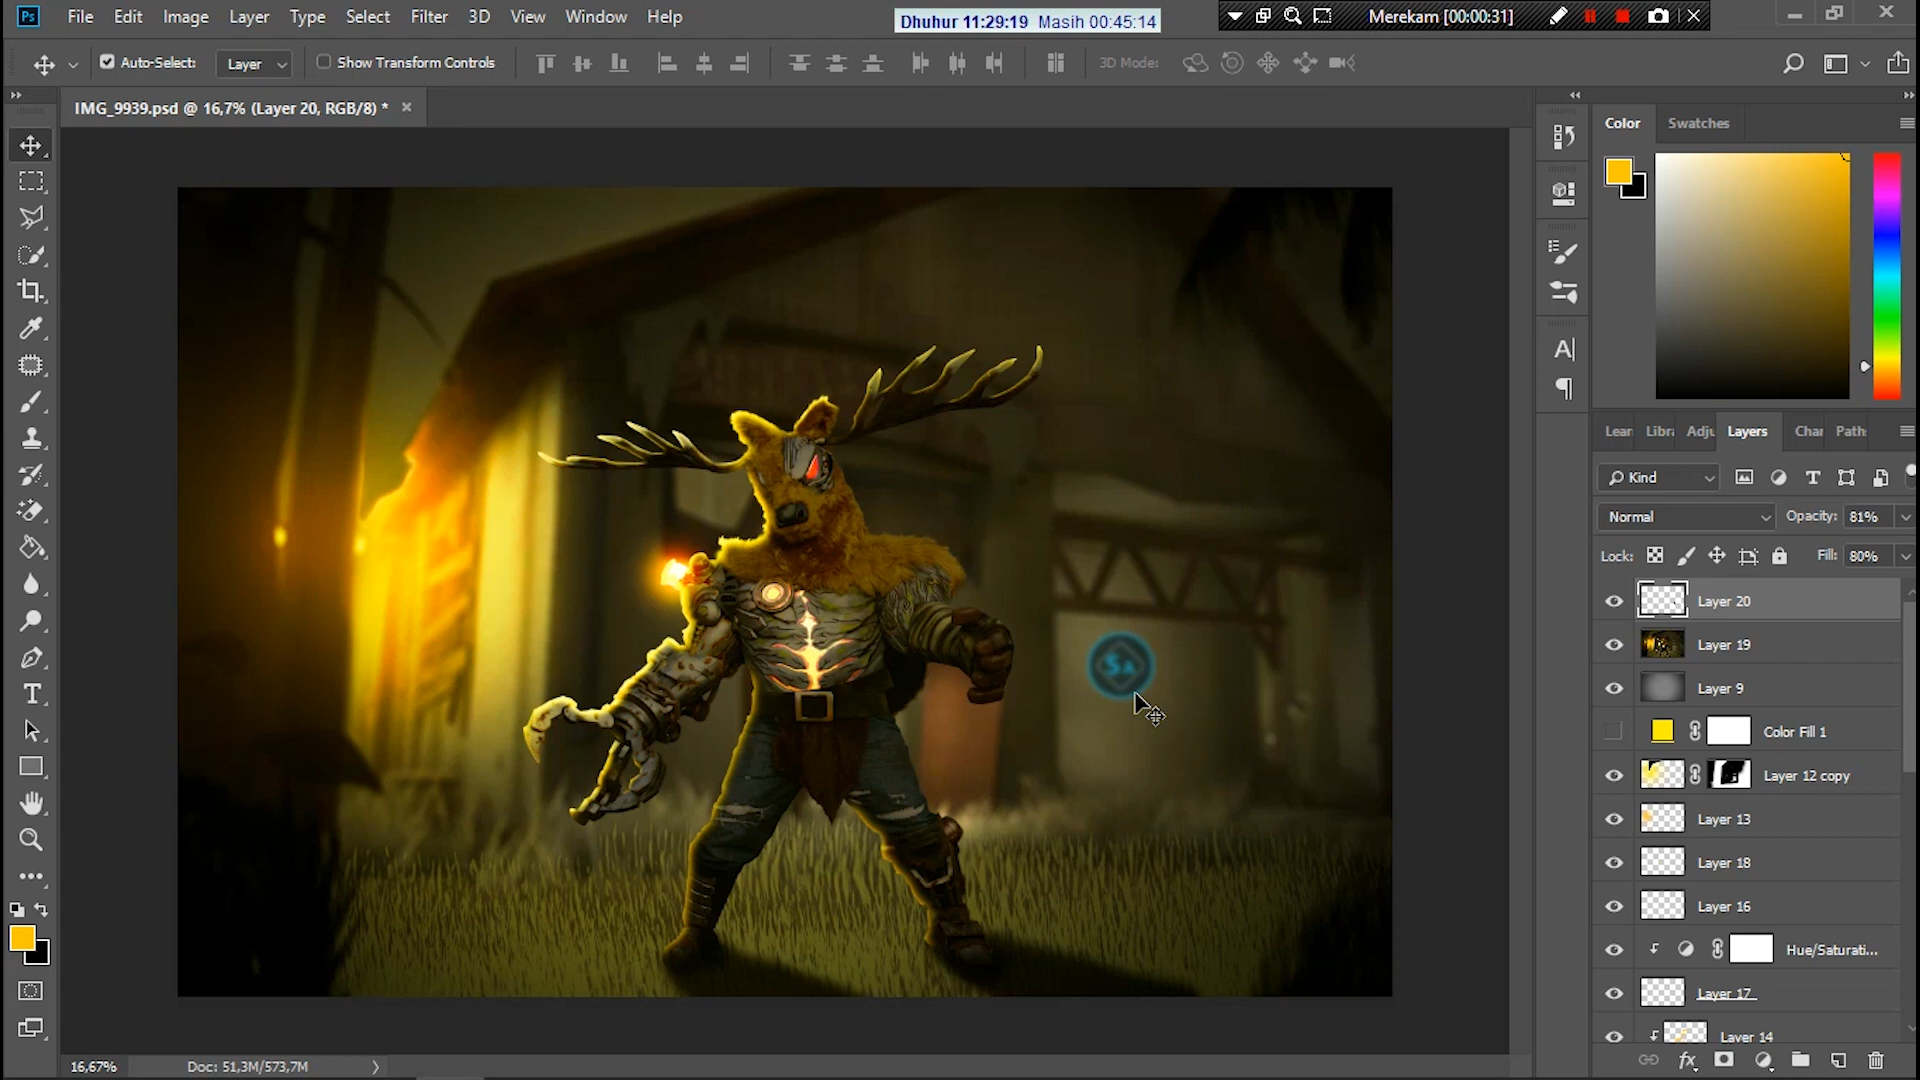 Ps File Edit Image Layer Type Select Filter 3D View Window Help
Dhuhur 11:29:19 Masih 00:45:14
Merekam [00:00:31]
Auto-Select: Layer Show Transform Controls 3D Mode:
IMG_9939.psd @ 16,7% (Layer 20, RGB/8) *
Color Swatches
Lear Libra Adju Layers Char Path:
Kind
Normal Opacity: 81%
Lock: Fill: 80%
Layer 20
Layer 19
Layer 9
Color Fill 1
Layer 12 copy
Layer 13
Layer 18
Layer 16
Hue/Saturati...
Layer 17
Layer 14
SA
16,67% Doc: 51,3M/573,7M